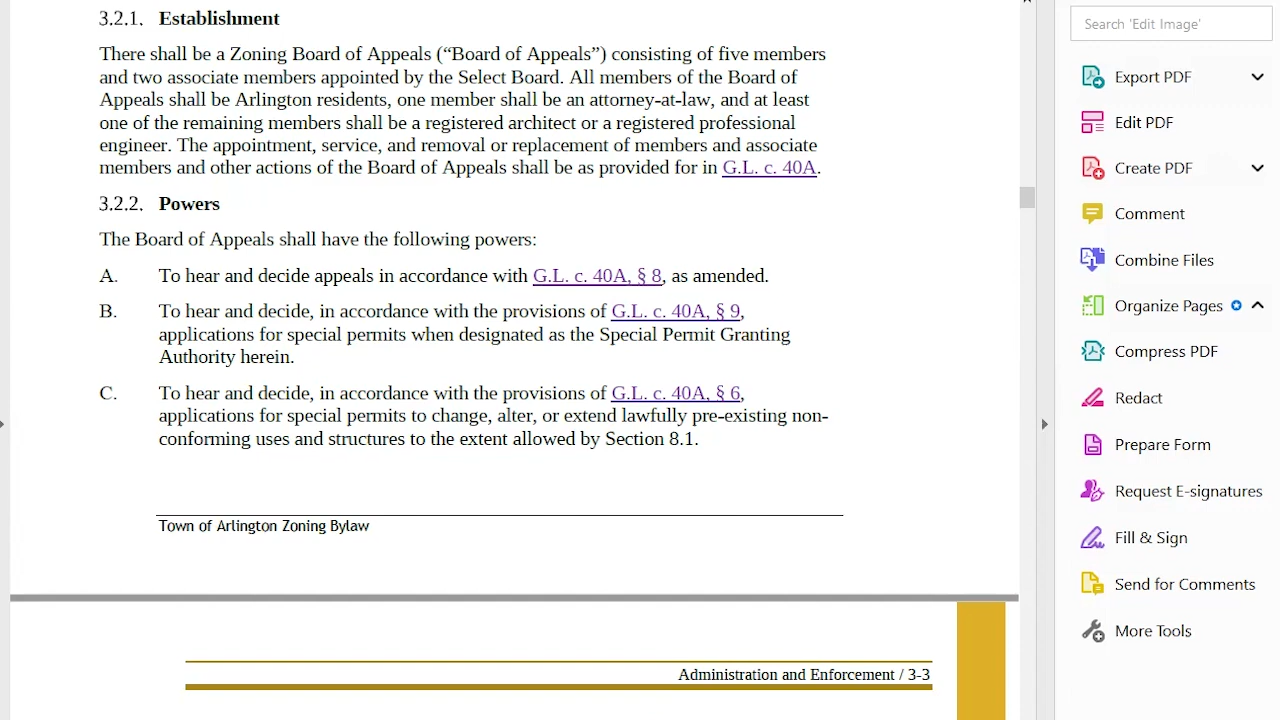 3.2.1. Establishment
There shall be a Zoning Board of Appeals (“Board of Appeals”) consisting of five members
and two associate members appointed by the Select Board. All members of the Board of
Appeals shall be Arlington residents, one member shall be an attorney-at-law, and at least
one of the remaining members shall be a registered architect or a registered professional
engineer. The appointment, service, and removal or replacement of members and associate
members and other actions of the Board of Appeals shall be as provided for in G.L. c. 40A.
3.2.2. Powers
The Board of Appeals shall have the following powers:
A. To hear and decide appeals in accordance with G.L. c. 40A, § 8, as amended.
B. To hear and decide, in accordance with the provisions of G.L. c. 40A, § 9,
applications for special permits when designated as the Special Permit Granting
Authority herein.
C. To hear and decide, in accordance with the provisions of G.L. c. 40A, § 6,
applications for special permits to change, alter, or extend lawfully pre-existing non-
conforming uses and structures to the extent allowed by Section 8.1.
Town of Arlington Zoning Bylaw
Administration and Enforcement / 3-3
Search 'Edit Image'
Export PDF
Edit PDF
Create PDF
Comment
Combine Files
Organize Pages
Compress PDF
Redact
Prepare Form
Request E-signatures
Fill & Sign
Send for Comments
More Tools